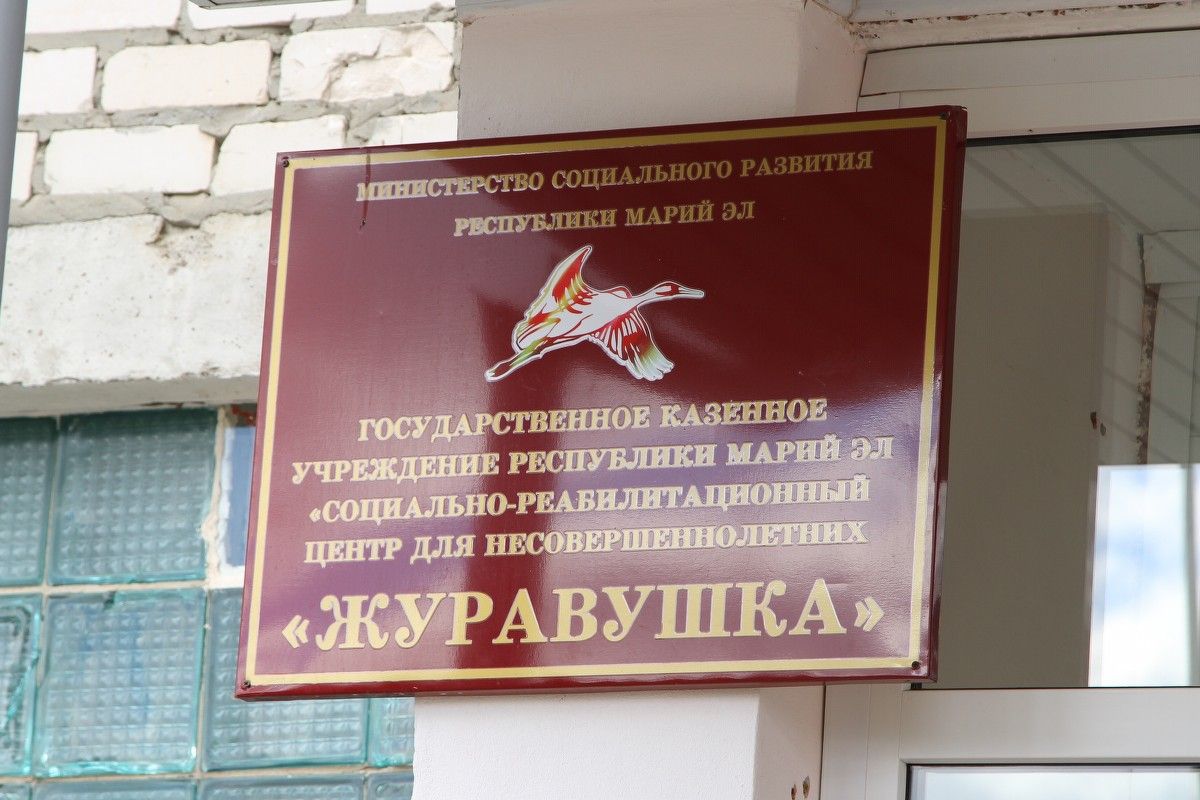 МИНИСТЕРСТВО СОЦИАЛЬНОГО РАЗВИТИЯ
РЕСПУБЛИКИ МАРИЙ ЭЛ
ГОСУДАРСТВЕННОЕ КАЗЕННОЕ
УЧРЕЖДЕНИЕ РЕСПУБЛИКИ МАРИЙ ЭЛ
«СОЦИАЛЬНО-РЕАБИЛИТАЦИОННЫЙ
ЦЕНТР ДЛЯ НЕСОВЕРШЕННОЛЕТНИХ
«ЖУРАВУШКА»